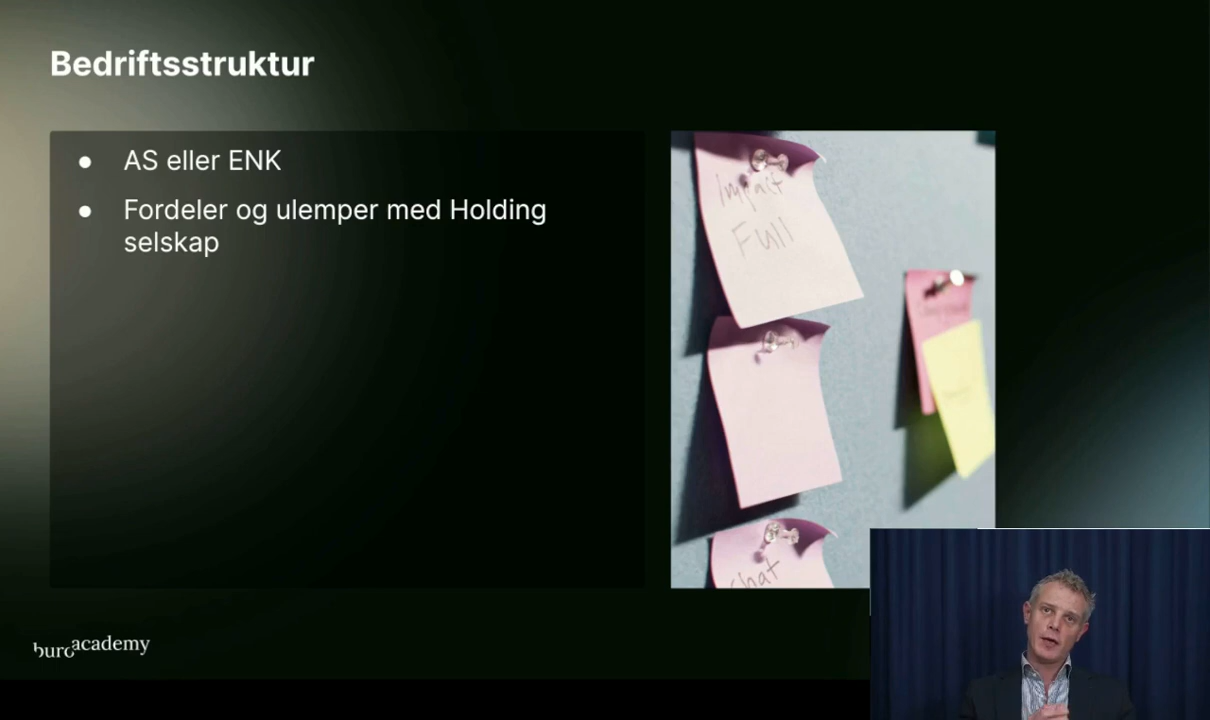 Bedriftsstruktur
● AS eller ENK
● Fordeler og ulemper med Holding
selskap
Impact
Full
buroacademy